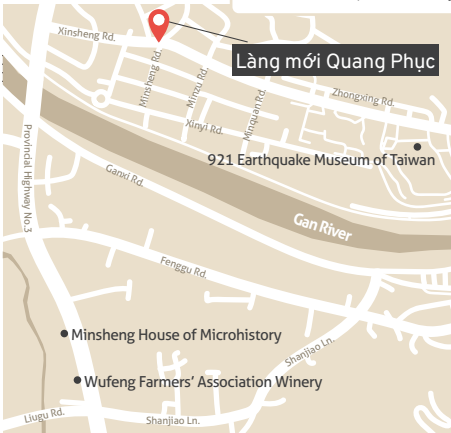 Xinsheng Rd.
Làng mới Quang Phục
Minsheng Rd.
Minzu Rd.
Minquan Rd.
Zhongxing Rd.
Xinyi Rd.
921 Earthquake Museum of Taiwan
Provincial Highway No.3
Ganxi Rd.
Gan River
Fenggu Rd.
Minsheng House of Microhistory
Shanjiao Ln.
Wufeng Farmers’ Association Winery
Liugu Rd.
Shanjiao Ln.